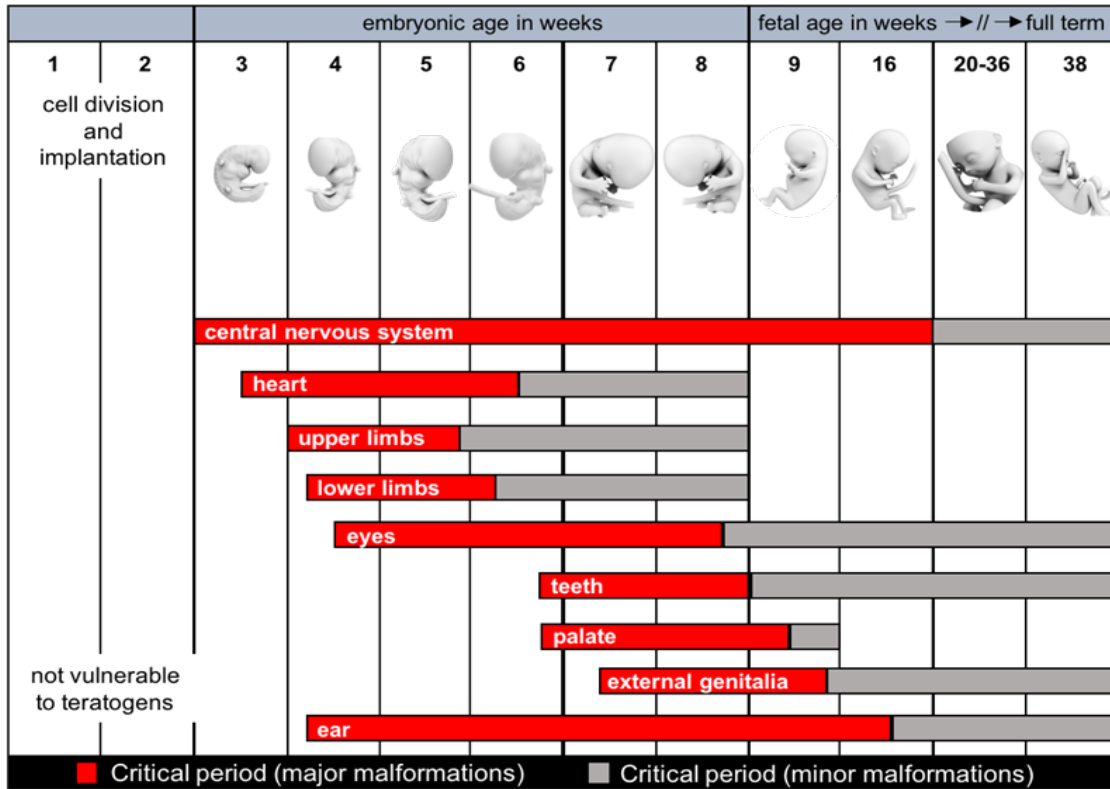 embryonic age in weeks
fetal age in weeks → // → full term
1 2 3 4 5 6 7 8 9 16 20-36 38
cell division
and
implantation
central nervous system
heart
upper limbs
lower limbs
eyes
teeth
palate
not vulnerable
to teratogens
external genitalia
ear
Critical period (major malformations)
Critical period (minor malformations)